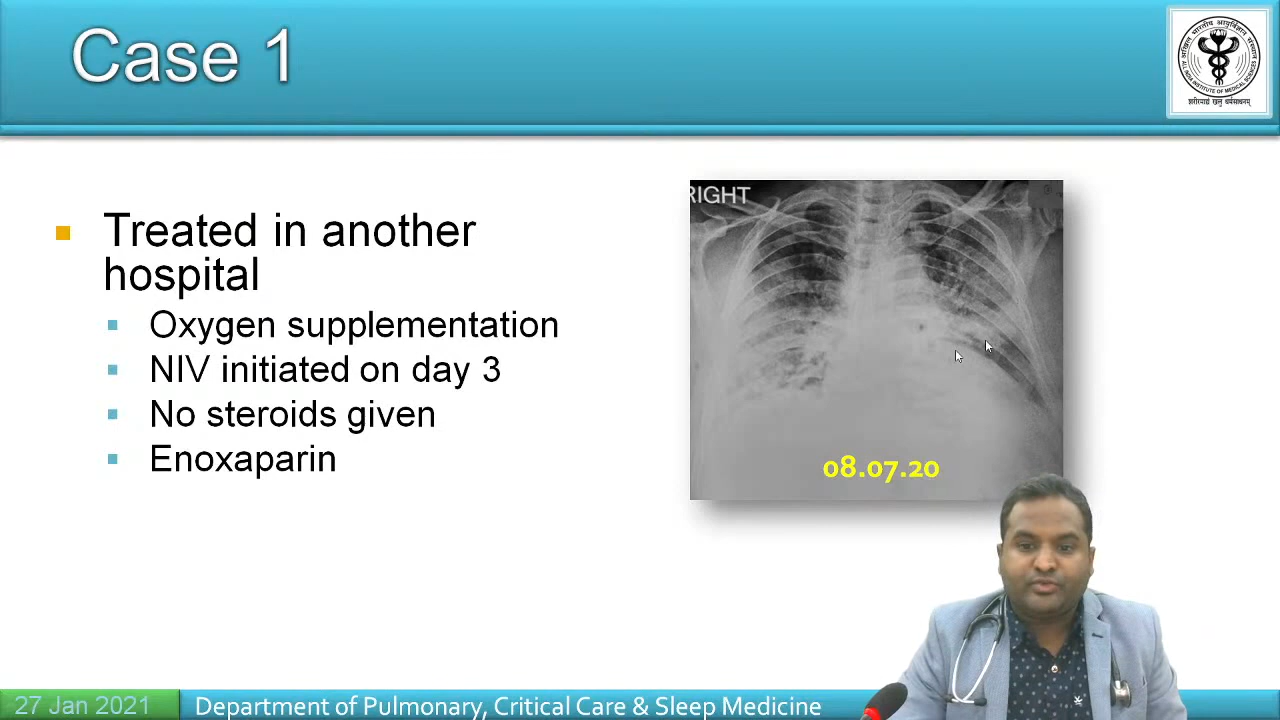 Case 1
Treated in another
hospital
Oxygen supplementation
NIV initiated on day 3
No steroids given
Enoxaparin
RIGHT
08.07.20
27 Jan 2021
Department of Pulmonary, Critical Care & Sleep Medicine